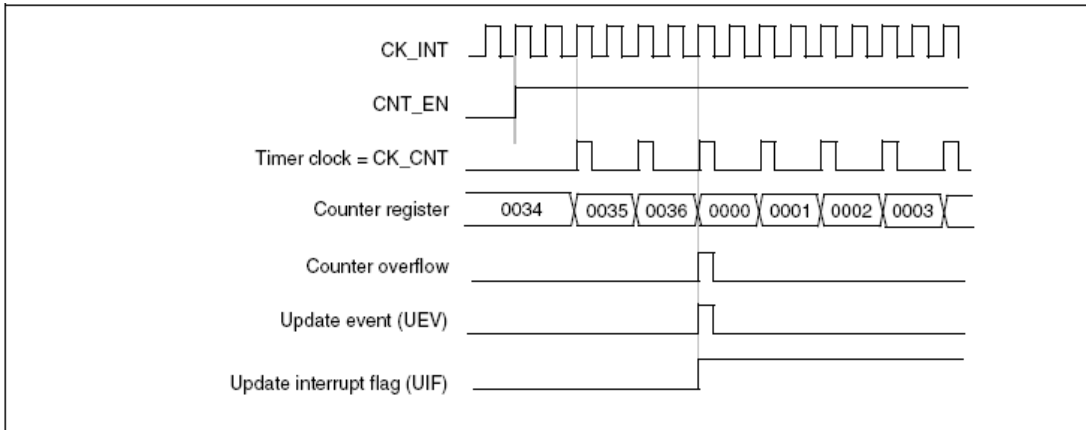 CK_INT
CNT_EN
Timer clock = CK_CNT
Counter register 0034 0035 0036 0000 0001 0002 0003
Counter overflow
Update event (UEV)
Update interrupt flag (UIF)